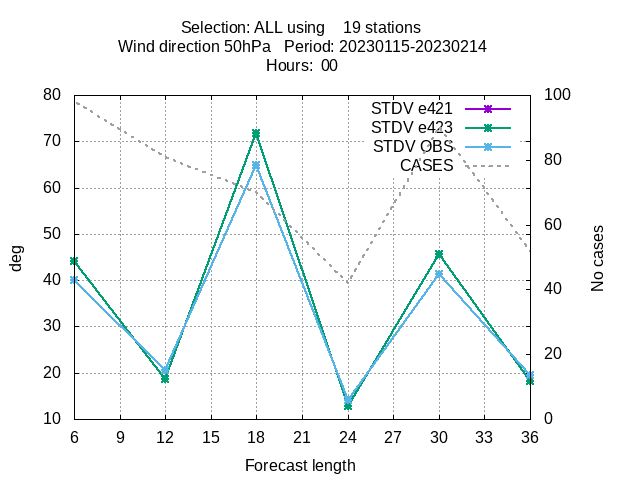 Selection: ALL using    19 stations
Wind direction 50hPa   Period: 20230115-20230214
Hours:  00
STDV e421
STDV e423
STDV OBS
CASES
80
70
60
50
40
30
20
10
100
80
60
40
20
0
deg
No cases
6 9 12 15 18 21 24 27 30 33 36
Forecast length